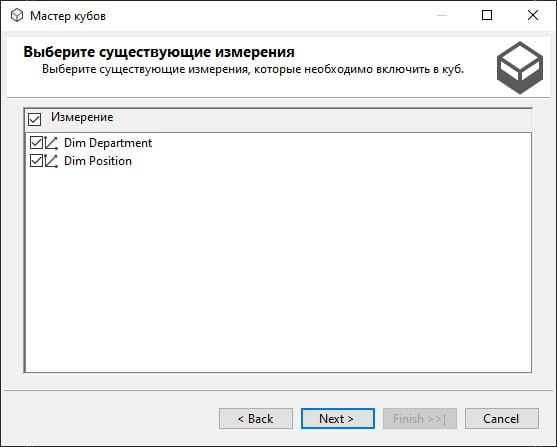 Мастер кубов
Выберите существующие измерения
Выберите существующие измерения, которые необходимо включить в куб.
Измерение
Dim Department
Dim Position
< Back
Next >
Finish >>|
Cancel